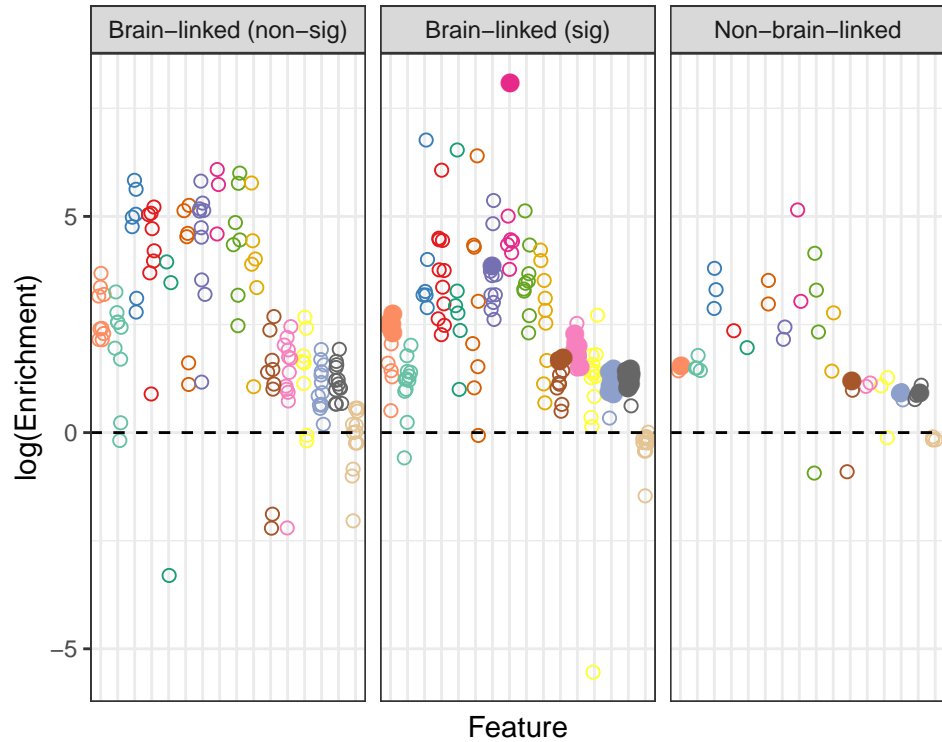 Brain−linked (non−sig)
Brain−linked (sig)
Non−brain−linked
log(Enrichment)
5
0
−5
Feature